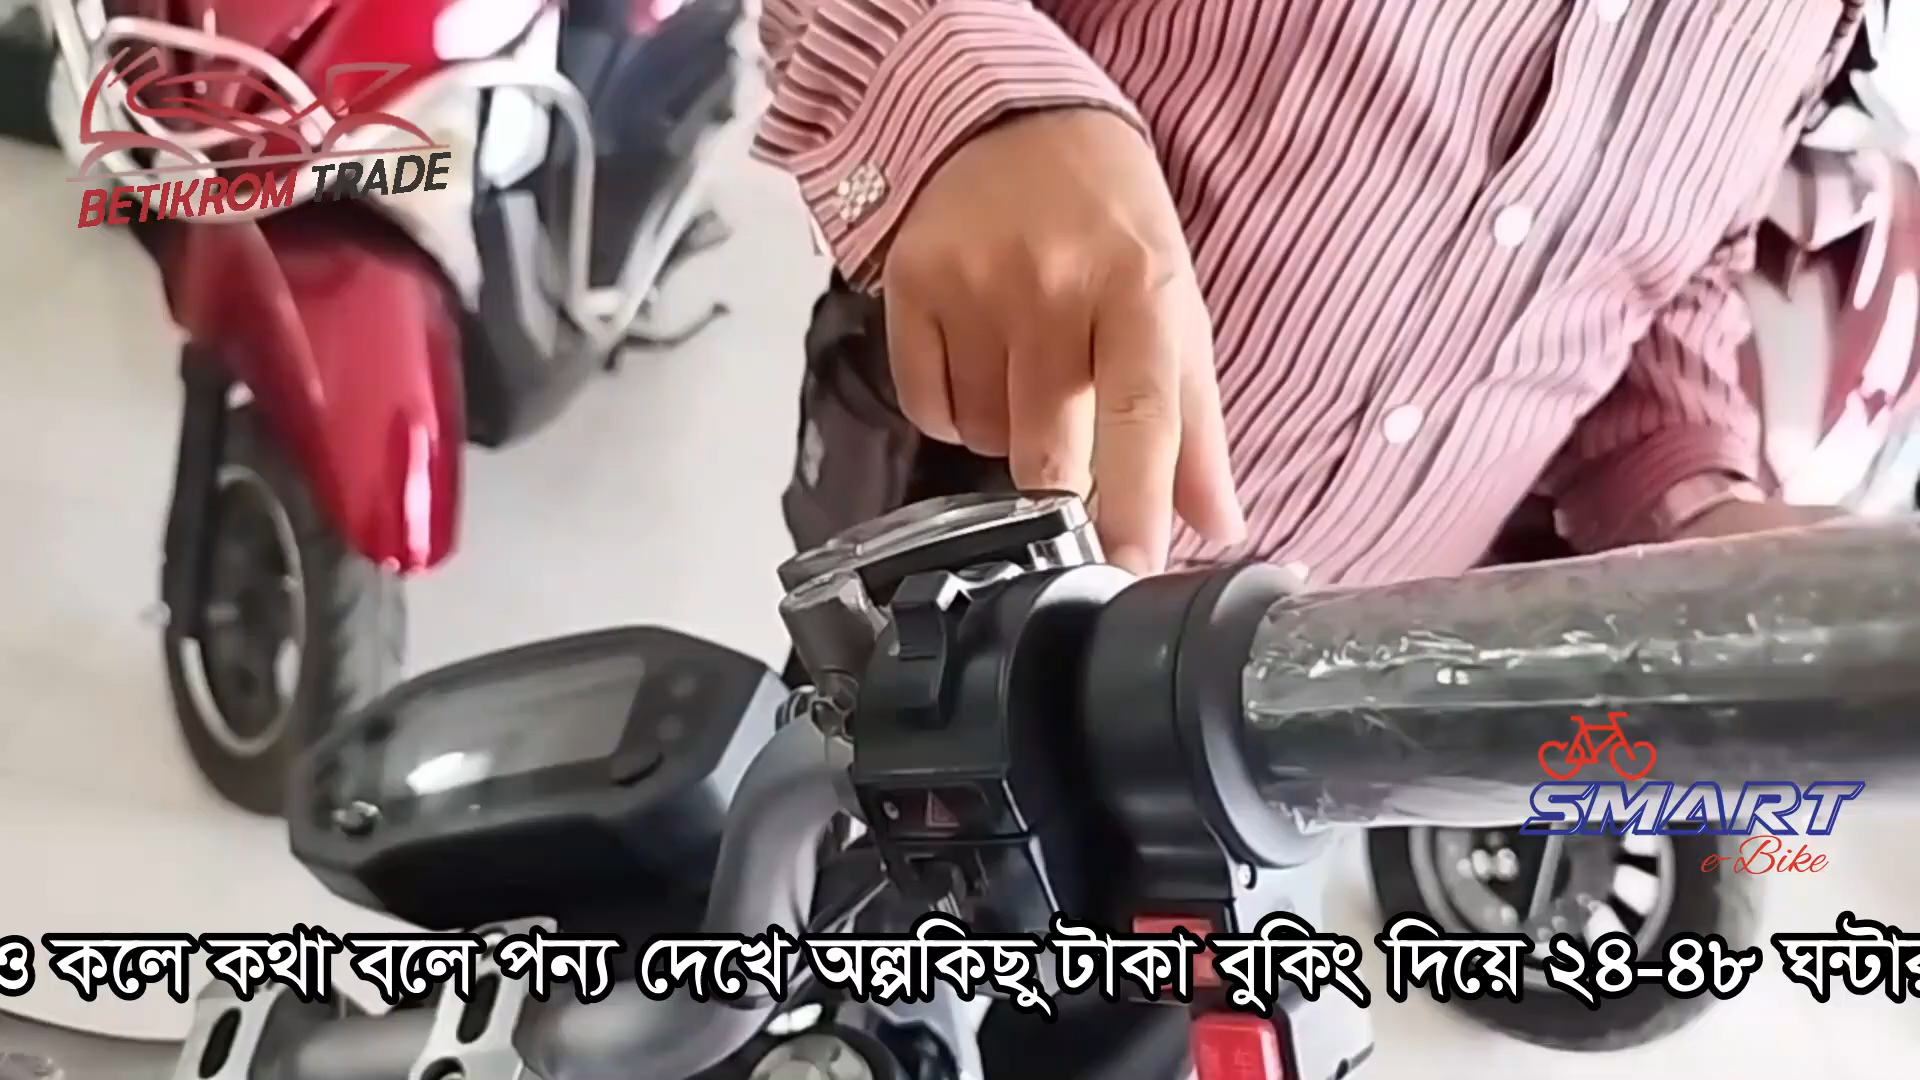 BETIKROM TRADE
SMART
e-Bike
ও কলে কথা বলে পন্য দেখে অল্পকিছু টাকা বুকিং দিয়ে ২৪-৪৮ ঘন্টার